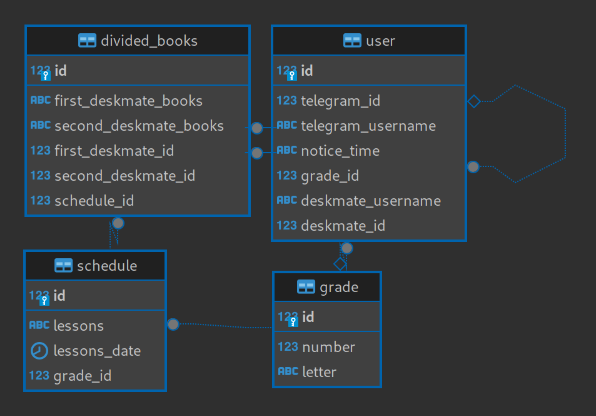 divided_books
123 id
ABC first_deskmate_books
ABC second_deskmate_books
123 first_deskmate_id
123 second_deskmate_id
123 schedule_id
user
123 id
123 telegram_id
ABC telegram_username
123 notice_time
123 grade_id
ABC deskmate_username
123 deskmate_id
schedule
123 id
ABC lessons
lessons_date
123 grade_id
grade
123 id
123 number
ABC letter